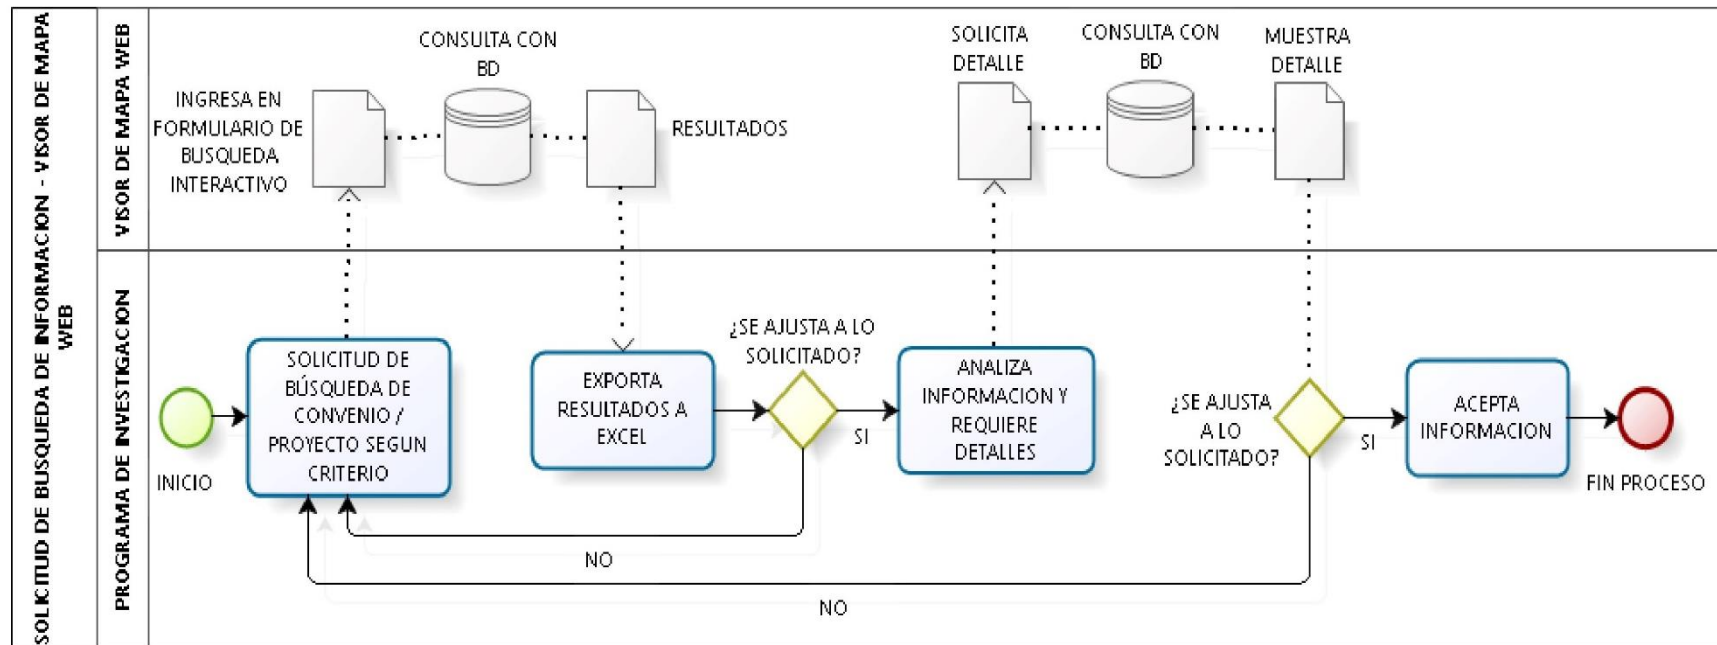 SOLICITUD DE BUSQUEDA DE INFORMACION - VISOR DE MAPA
WEB
VISOR DE MAPA WEB
INGRESA EN
FORMULARIO DE
BUSQUEDA
INTERACTIVO
CONSULTA CON
BD
RESULTADOS
SOLICITA
DETALLE
CONSULTA CON
BD
MUESTRA
DETALLE
PROGRAMA DE INVESTIGACION
INICIO
SOLICITUD DE
BÚSQUEDA DE
CONVENIO /
PROYECTO SEGUN
CRITERIO
EXPORTA
RESULTADOS A
EXCEL
¿SE AJUSTA A LO
SOLICITADO?
SI
NO
ANALIZA
INFORMACION Y
REQUIERE
DETALLES
¿SE AJUSTA
A LO
SOLICITADO?
SI
NO
ACEPTA
INFORMACION
FIN PROCESO